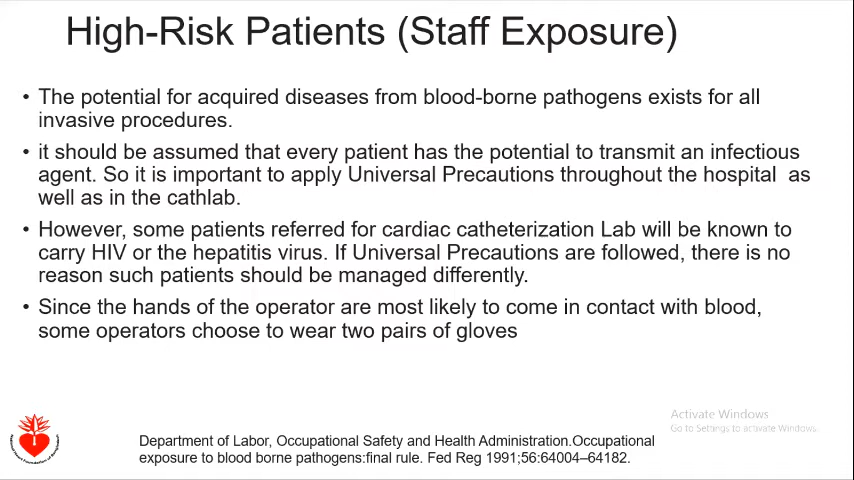 High-Risk Patients (Staff Exposure)
• The potential for acquired diseases from blood-borne pathogens exists for all
invasive procedures.
• it should be assumed that every patient has the potential to transmit an infectious
agent. So it is important to apply Universal Precautions throughout the hospital  as
well as in the cathlab.
• However, some patients referred for cardiac catheterization Lab will be known to
carry HIV or the hepatitis virus. If Universal Precautions are followed, there is no
reason such patients should be managed differently.
• Since the hands of the operator are most likely to come in contact with blood,
some operators choose to wear two pairs of gloves
Activate Windows
Go to Settings to activate Windows.
Department of Labor, Occupational Safety and Health Administration.Occupational
exposure to blood borne pathogens:final rule. Fed Reg 1991;56:64004–64182.